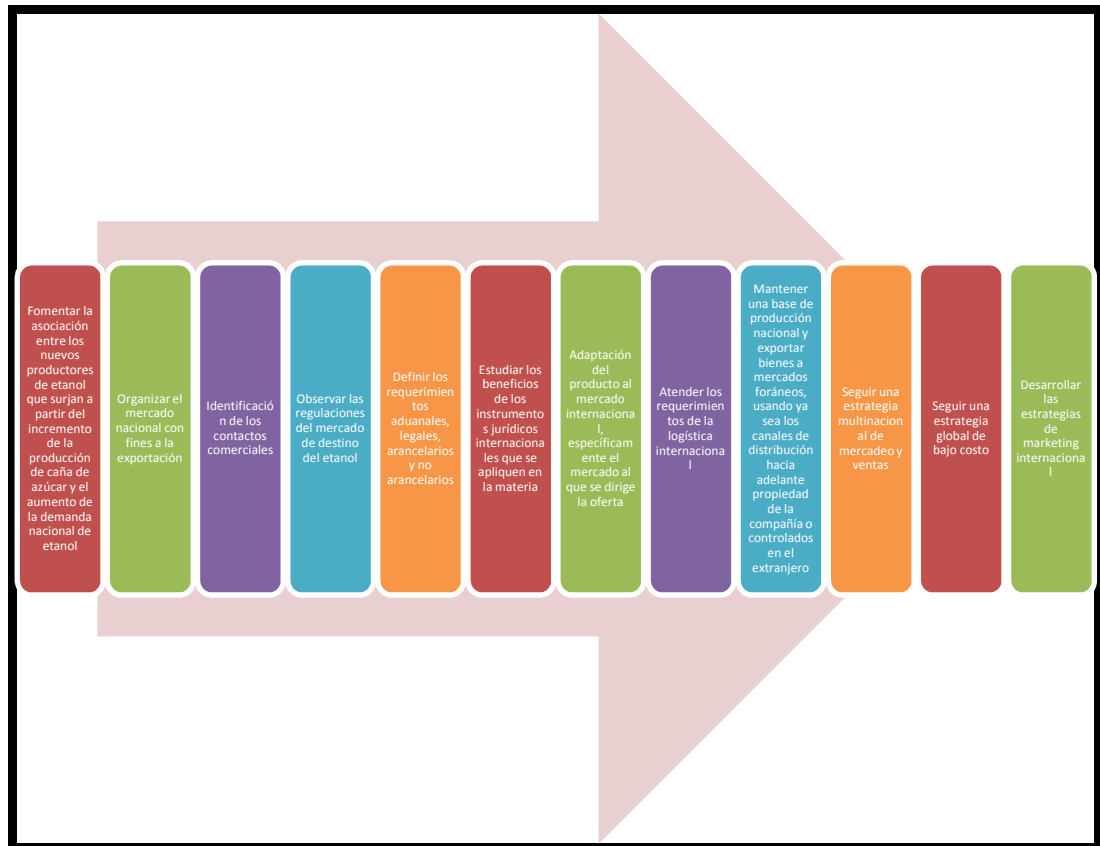 Fomentar la
asociación
entre los
nuevos
productores
de etanol
que surjan a
partir del
incremento
de la
producción
de caña de
azúcar y el
aumento de
la demanda
nacional de
etanol
Organizar el
mercado
nacional con
fines a la
exportación
Identificació
n de los
contactos
comerciales
Observar las
regulaciones
del mercado
de destino
del etanol
Definir los
requerimien
tos
aduanales,
legales,
arancelarios
y no
arancelarios
Estudiar los
beneficios
de los
instrumento
s jurídicos
internaciona
les que se
apliquen en
la materia
Adaptación
del
producto al
mercado
internaciona
l,
específicam
ente el
mercado al
que se dirige
la oferta
Atender los
requerimien
tos de la
logística
internaciona
l
Mantener
una base de
producción
nacional y
exportar
bienes a
mercados
foráneos,
usando ya
sea los
canales de
distribución
hacia
adelante
propiedad
de la
compañía o
controlados
en el
extranjero
Seguir una
estrategia
multinacion
al de
mercadeo y
ventas
Seguir una
estrategia
global de
bajo costo
Desarrollar
las
estrategias
de
marketing
internaciona
l